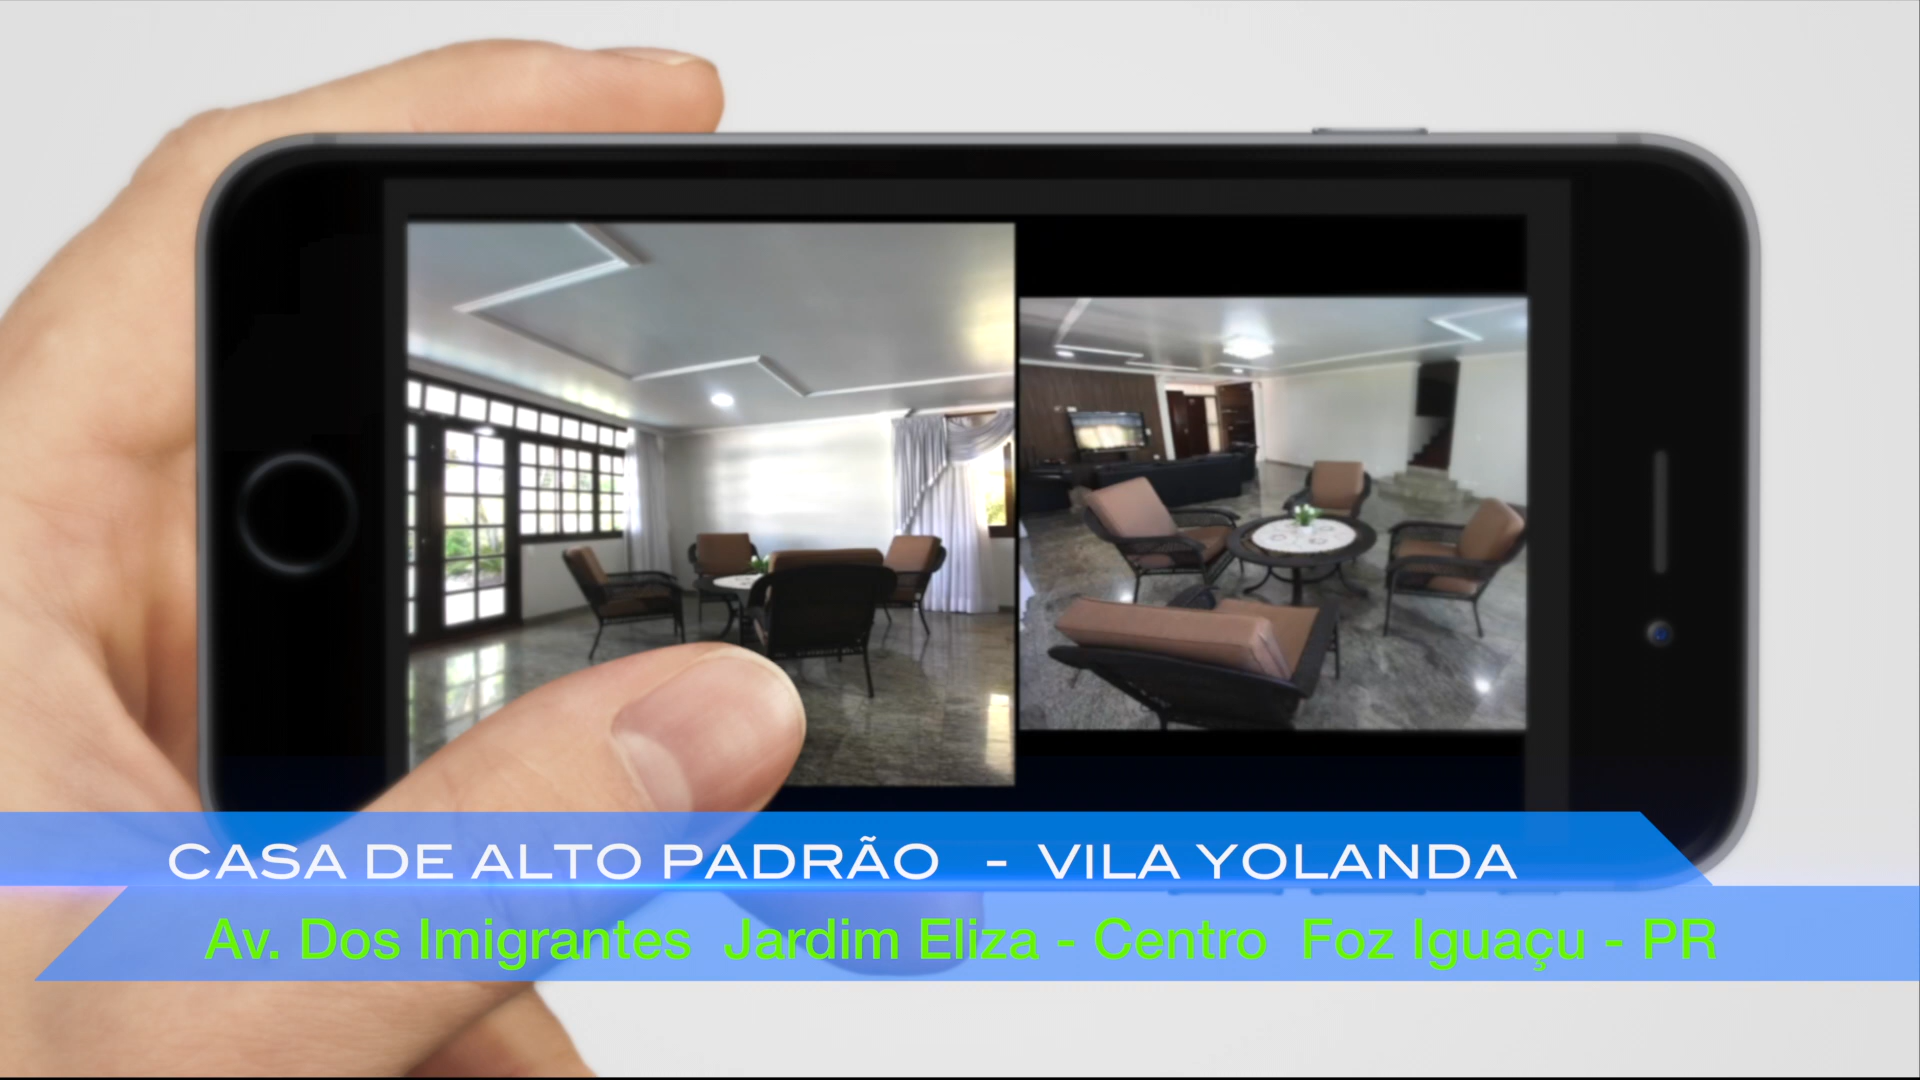 CASA DE ALTO PADRÃO - VILA YOLANDA
Av. Dos Imigrantes Jardim Eliza - Centro Foz Iguaçu - PR